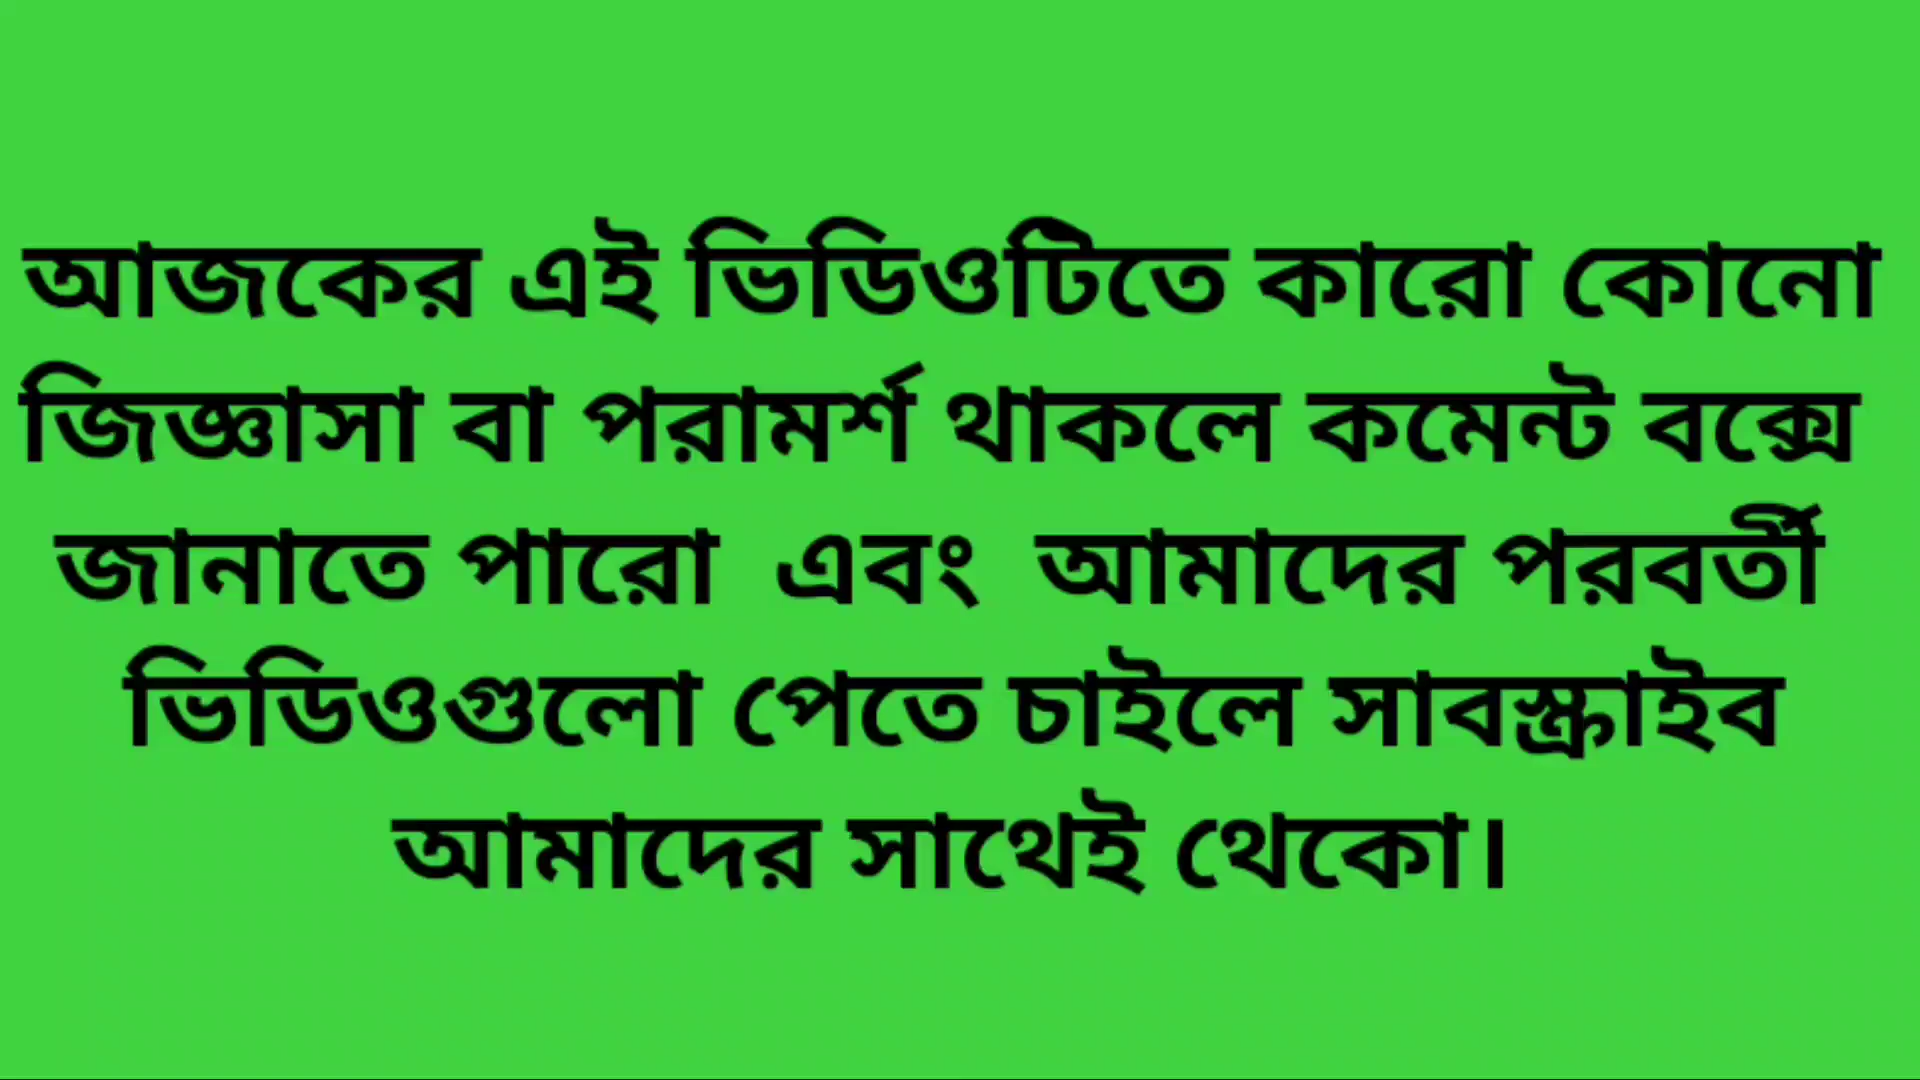 আজকের এই ভিডিওটিতে কারো কোনো
জিজ্ঞাসা বা পরামর্শ থাকলে কমেন্ট বক্সে
জানাতে পারো এবং আমাদের পরবর্তী
ভিডিওগুলো পেতে চাইলে সাবস্ক্রাইব
আমাদের সাথেই থেকো।